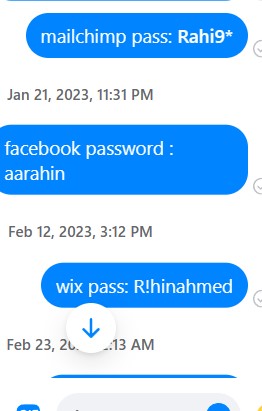 mailchimp pass: Rahi9*
Jan 21, 2023, 11:31 PM
facebook password :
aarahin
Feb 12, 2023, 3:12 PM
wix pass: R!hinahmed
Feb 23, 20 :13 AM